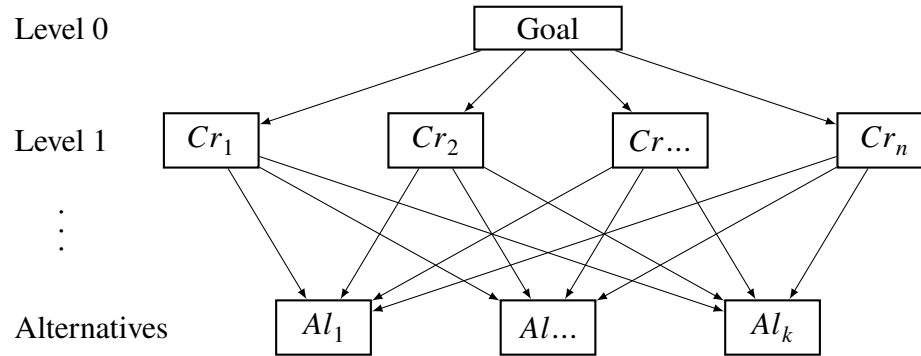 Level 0 Goal
Level 1 Cr₁ Cr₂ Cr... Crₙ
Alternatives Al₁ Al... Alₖ